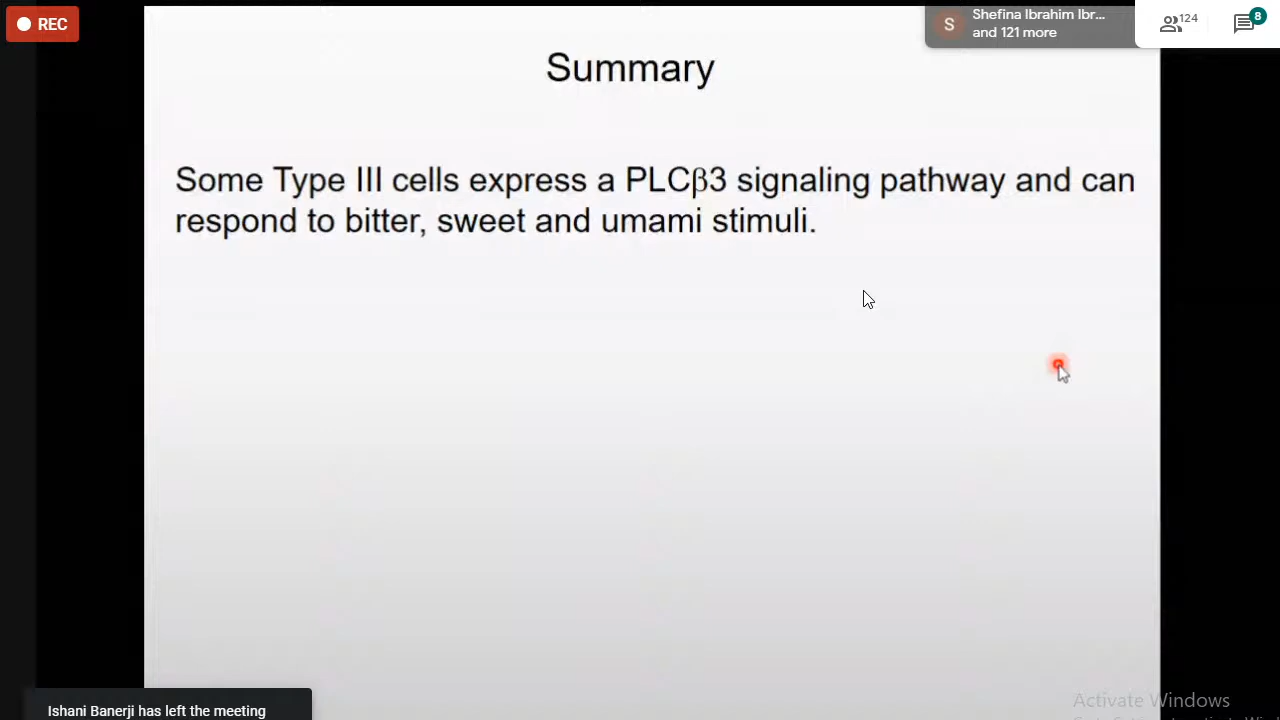 REC
Shefina Ibrahim Ibr...
and 121 more
S
124
8
Summary
Some Type III cells express a PLCβ3 signaling pathway and can
respond to bitter, sweet and umami stimuli.
Activate Windows
Ishani Banerji has left the meeting